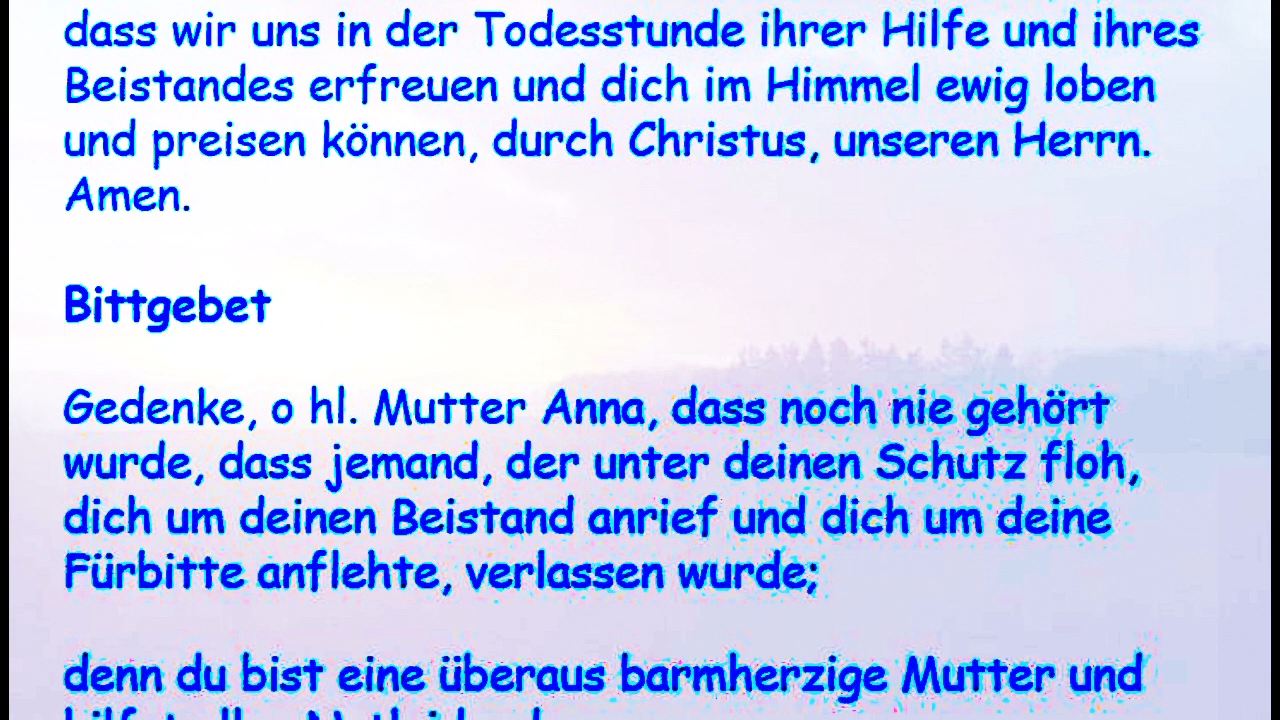 dass wir uns in der Todesstunde ihrer Hilfe und ihres
Beistandes erfreuen und dich im Himmel ewig loben
und preisen können, durch Christus, unseren Herrn.
Amen.
Bittgebet
Gedenke, o hl. Mutter Anna, dass noch nie gehört
wurde, dass jemand, der unter deinen Schutz floh,
dich um deinen Beistand anrief und dich um deine
Fürbitte anflehte, verlassen wurde;
denn du bist eine überaus barmherzige Mutter und